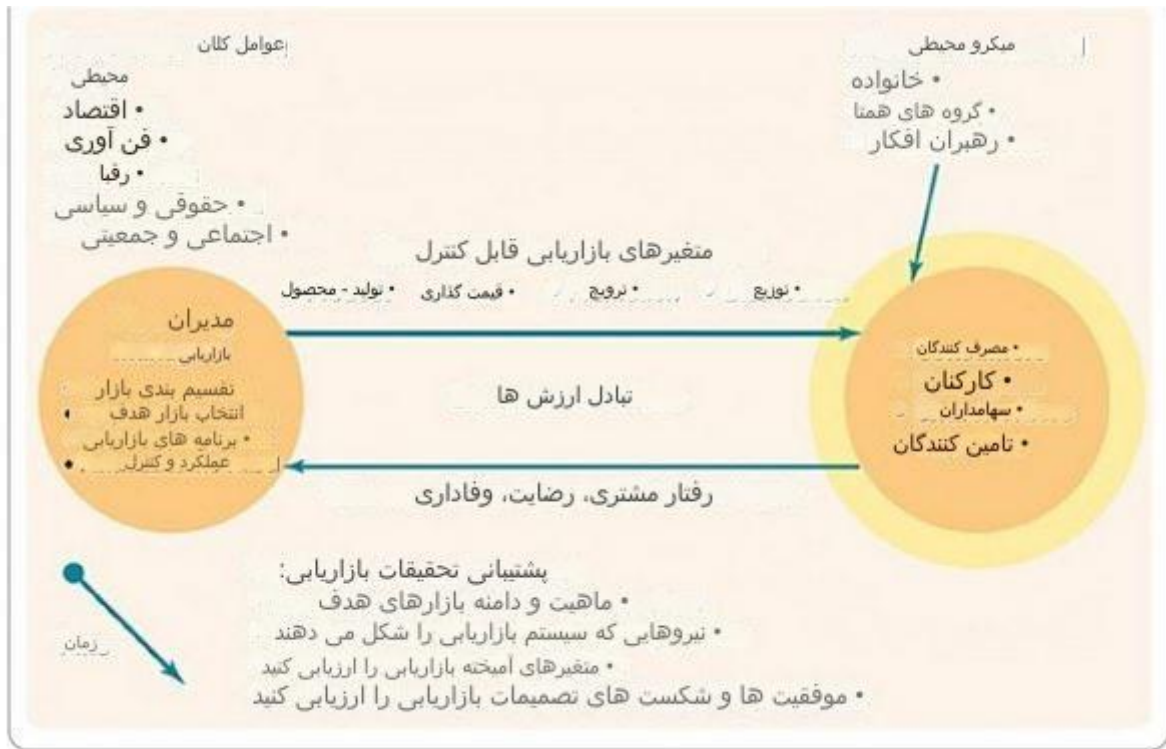 عوامل کلان
محیطی
• اقتصاد
• فن آوری
• رقبا
• حقوقی و سیاسی
• اجتماعی و جمعیتی
میکرو محیطی
• خانواده
• گروه های همتا
• رهبران افکار
متغیرهای بازاریابی قابل کنترل
• تولید - محصول • قیمت گذاری • ترویج • توزیع
مدیران
بازاریابی
تقسیم بندی بازار
انتخاب بازار هدف
• برنامه های بازاریابی
عملکرد و کنترل
تبادل ارزش ها
• مصرف کنندگان
• کارکنان
• سهامداران
• تامین کنندگان
رفتار مشتری، رضایت، وفاداری
پشتیبانی تحقیقات بازاریابی:
• ماهیت و دامنه بازارهای هدف
• نیروهایی که سیستم بازاریابی را شکل می دهند
• متغیرهای آمیخته بازاریابی را ارزیابی کنید
• موفقیت ها و شکست های تصمیمات بازاریابی را ارزیابی کنید
زمان